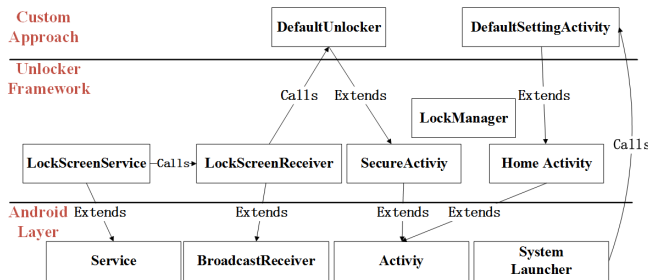 Custom
Approach
DefaultUnlocker
DefaultSettingActivity
Unlocker
Framework
Calls
Extends
Extends
LockManager
Calls
LockScreenService
Calls
LockScreenReceiver
SecureActiviy
Home Activity
Android
Layer
Extends
Extends
Extends
Extends
Service
BroadcastReceiver
Activiy
System
Launcher